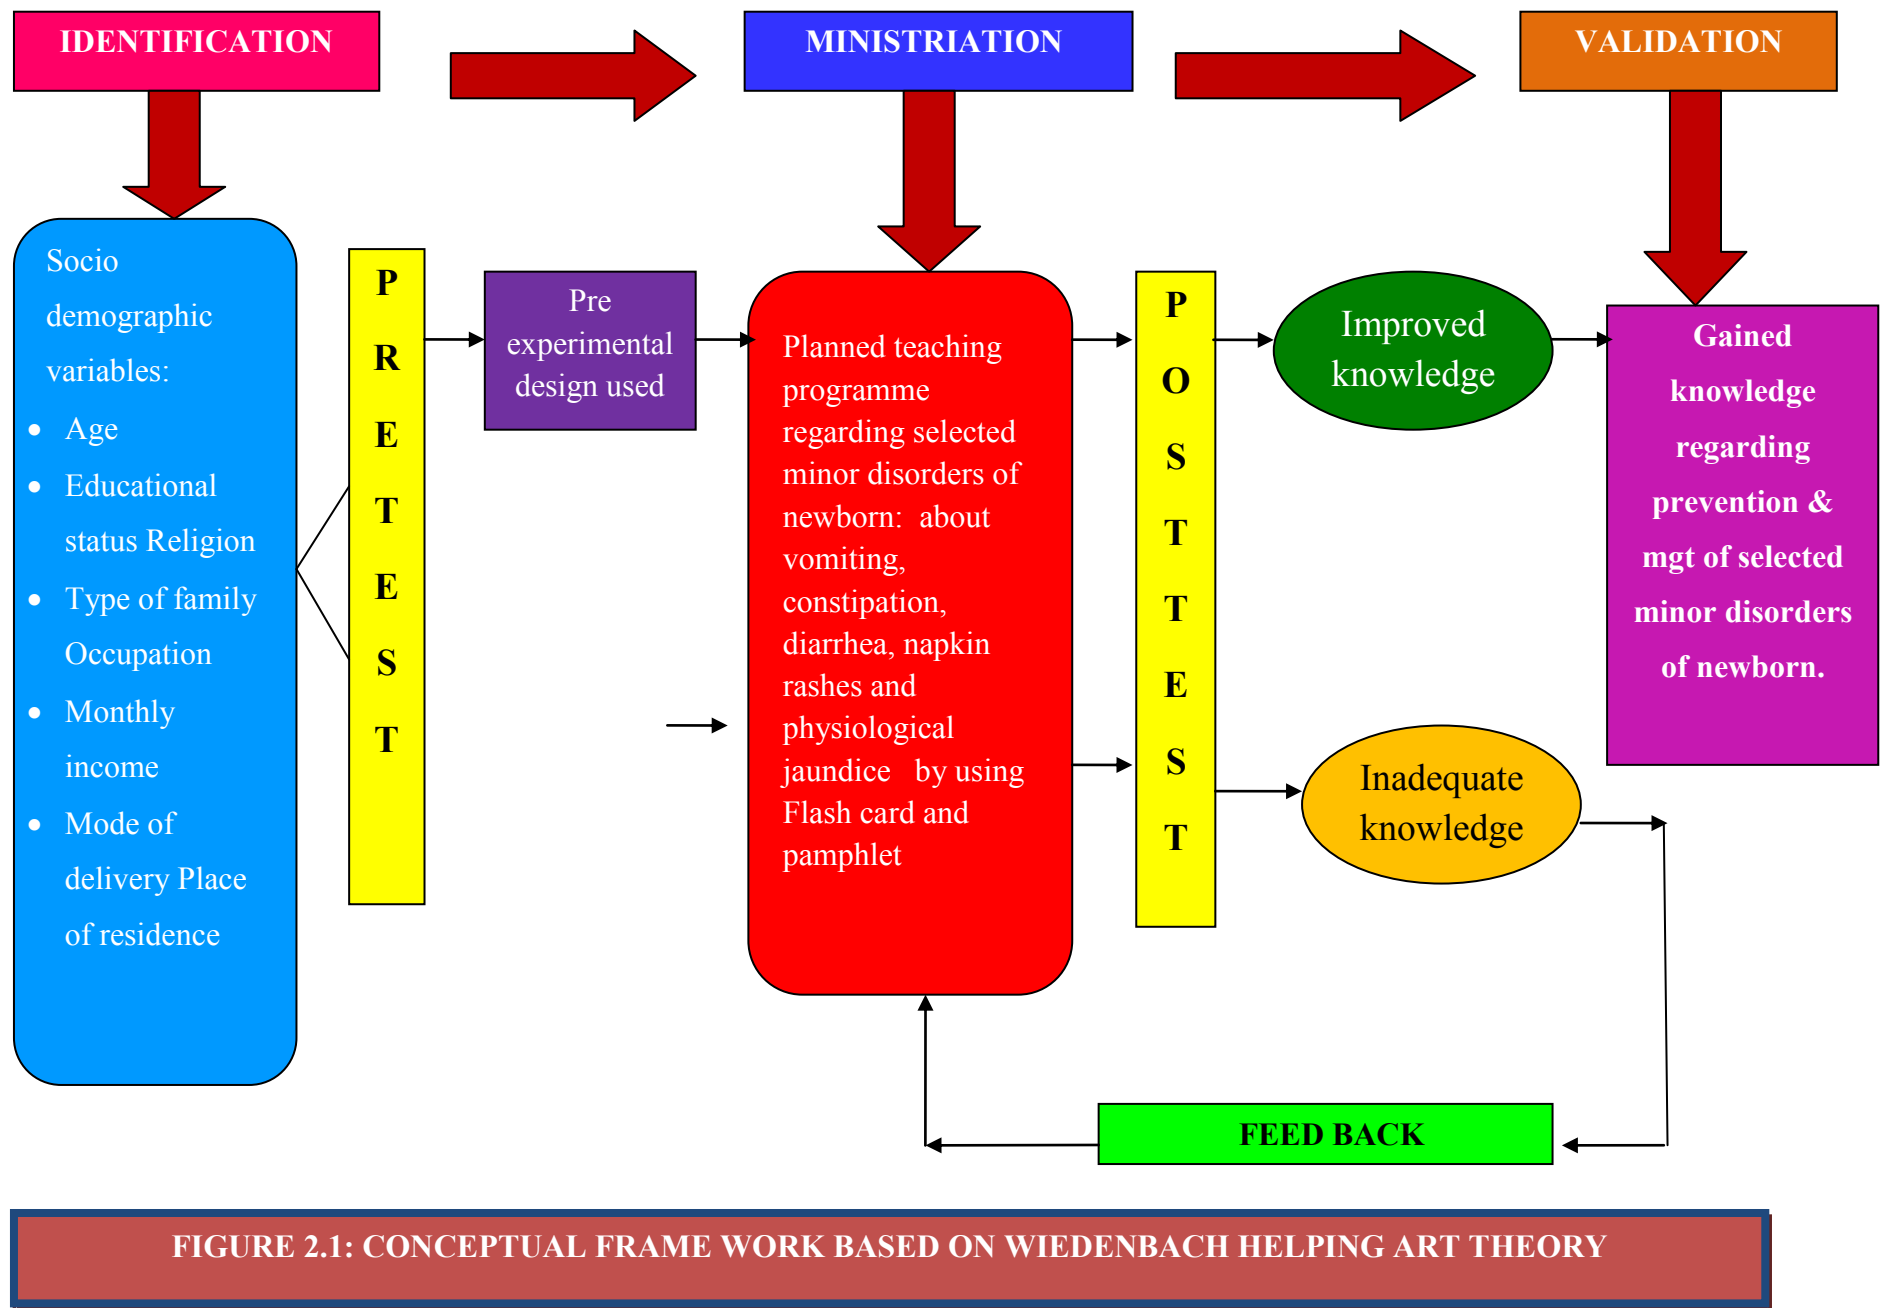 IDENTIFICATION
MINISTRIATION
VALIDATION
Socio
demographic
variables:
• Age
• Educational
status Religion
• Type of family
Occupation
• Monthly
income
• Mode of
delivery Place
of residence
P
R
E
T
E
S
T
Pre
experimental
design used
Planned teaching
programme
regarding selected
minor disorders of
newborn: about
vomiting,
constipation,
diarrhea, napkin
rashes and
physiological
jaundice by using
Flash card and
pamphlet
P
O
S
T
T
E
S
T
Improved
knowledge
Inadequate
knowledge
Gained
knowledge
regarding
prevention &
mgt of selected
minor disorders
of newborn.
FEED BACK
FIGURE 2.1: CONCEPTUAL FRAME WORK BASED ON WIEDENBACH HELPING ART THEORY